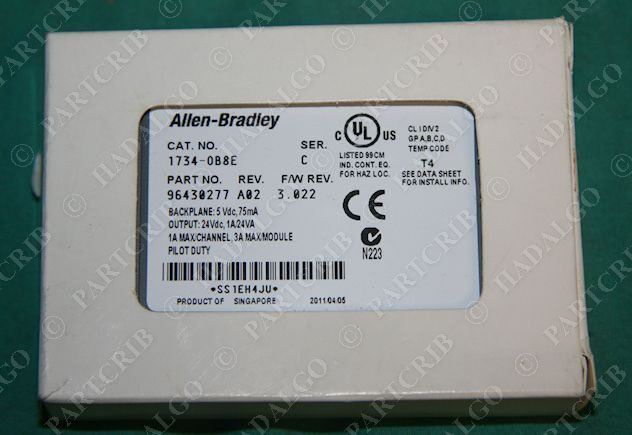 Allen-Bradley
CAT. NO. SER.
1734-OB8E C
PART NO. REV. F/W REV.
96430277 A02 3.022
BACKPLANE: 5 Vdc, 75mA
OUTPUT: 24Vdc, 1A/24VA
1A MAX/CHANNEL, 3A MAX/MODULE
PILOT DUTY
*SS1EH4JU*
PRODUCT OF SINGAPORE 2011.04.05
C UL US
LISTED 99CM
IND. CONT. EQ.
FOR HAZ LOC.
CL I DIV 2
GP A,B,C,D
TEMP CODE
T4
SEE DATA SHEET
FOR INSTALL INFO.
CE
N223
© PARTCRIB
© HADALGO